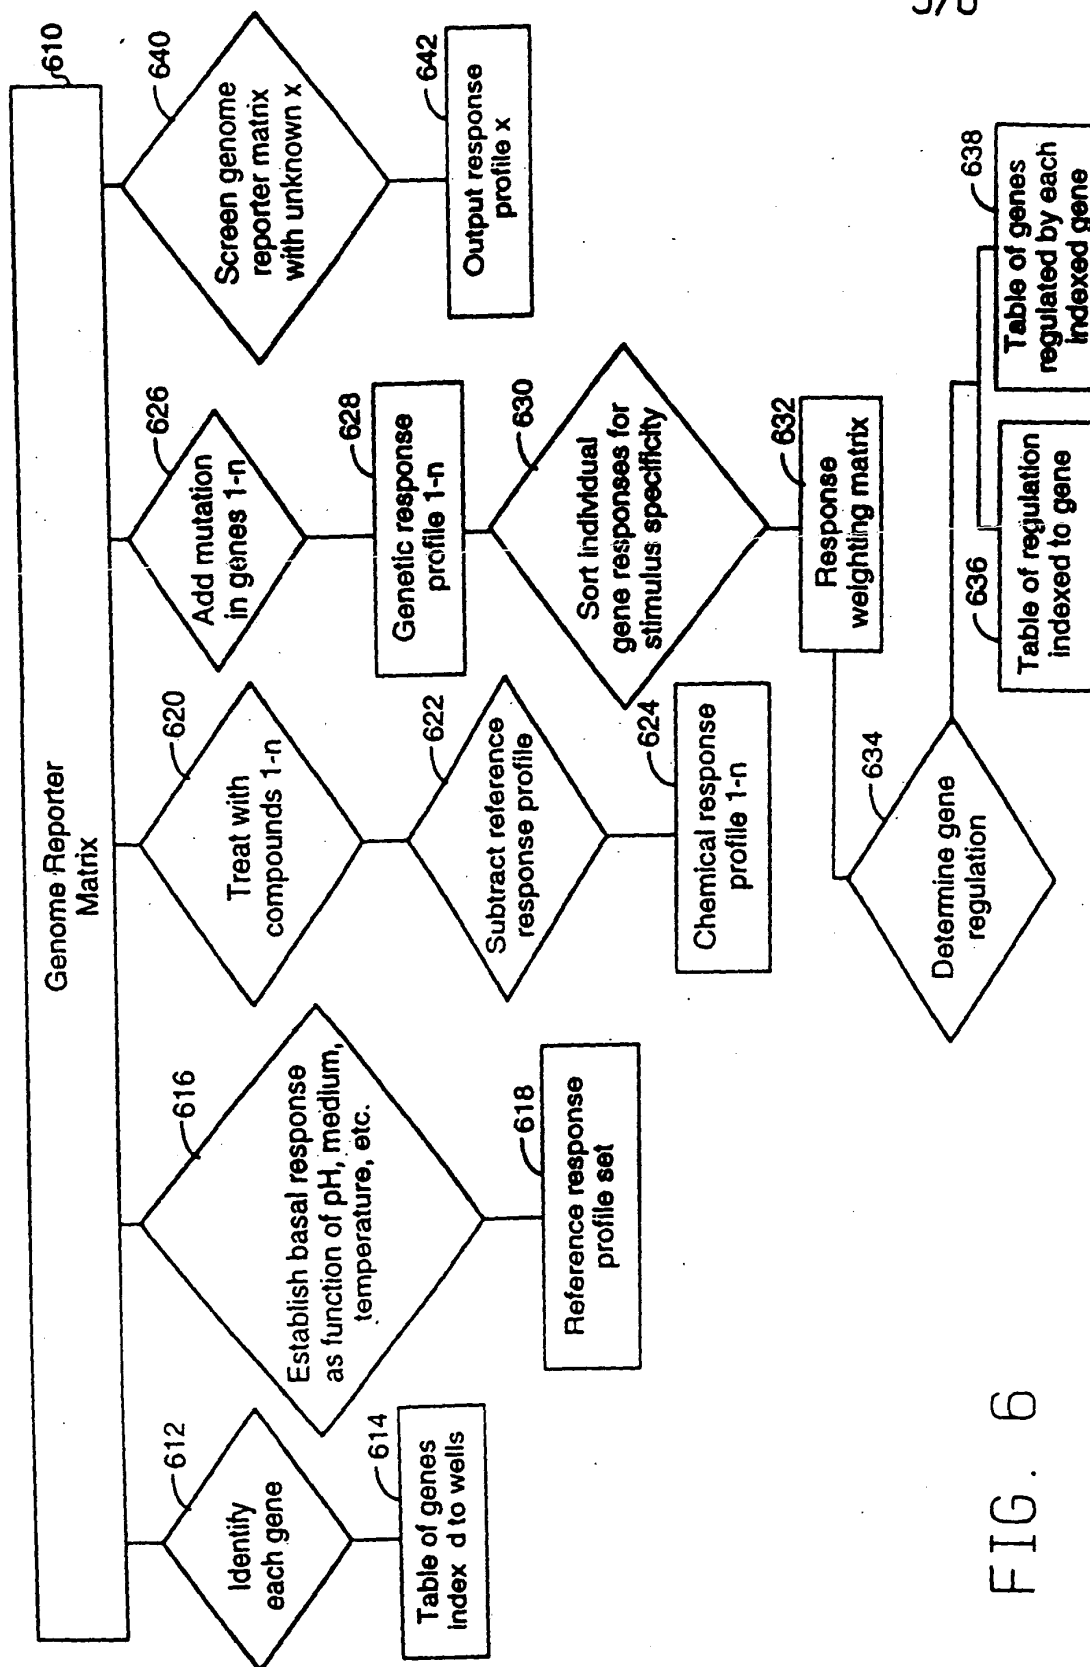 Genome Reporter
Matrix
610
612
Identify
each gene
614
Table of genes
index d to wells
616
Establish basal response
as function of pH, medium,
temperature, etc.
618
Reference response
profile set
620
Treat with
compounds 1-n
622
Subtract reference
response profile
624
Chemical response
profile 1-n
626
Add mutation
in genes 1-n
628
Genetic response
profile 1-n
630
Sort individual
gene responses for
stimulus specificity
632
Response
weighting matrix
634
Determine gene
regulation
636
Table of regulation
indexed to gene
638
Table of genes
regulated by each
indexed gene
640
Screen genome
reporter matrix
with unknown x
642
Output response
profile x
FIG. 6